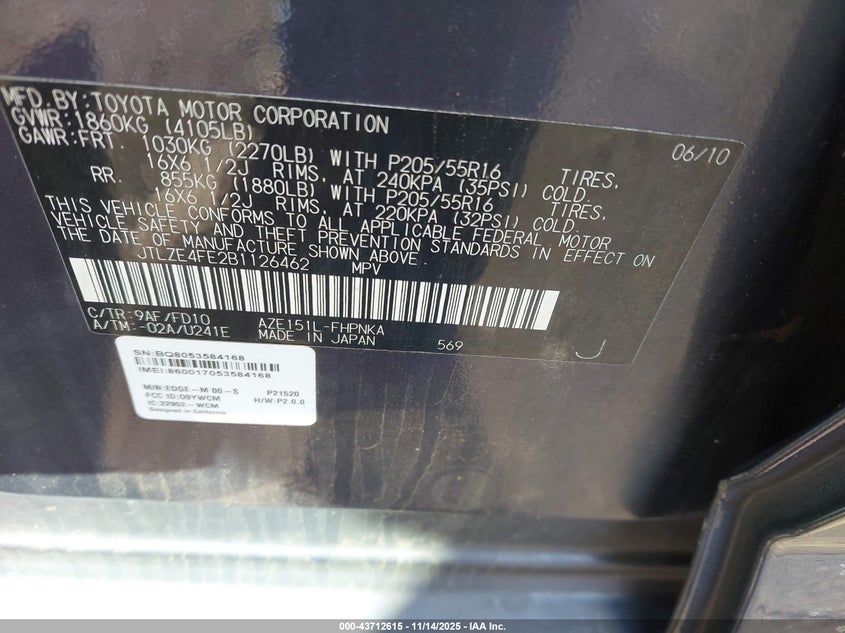 MFD.BY:TOYOTA MOTOR CORPORATION 06/10
GVWR:1860KG (4105LB)
GAWR:FRT. 1030KG (2270LB) WITH P205/55R16 TIRES,
16X6 1/2J RIMS, AT 240KPA (35PSI) COLD.
RR. 855KG (1880LB) WITH P205/55R16 TIRES,
16X6 1/2J RIMS, AT 220KPA (32PSI) COLD.
THIS VEHICLE CONFORMS TO ALL APPLICABLE FEDERAL MOTOR
VEHICLE SAFETY AND THEFT PREVENTION STANDARDS IN EFFECT ON
THE DATE OF MANUFACTURE SHOWN ABOVE.
JTLZE4FE2B1126462 MPV
C/TR:9AF/FD10 AZE151L-FHPNKA
A/TM:-02A/U241E MADE IN JAPAN 569 J
SN:BQ8053584168
IMEI:860017053584168
M/N:EDGE-M 00-S P21520
FCC ID:O9YWCM H/W:P2.0.0
IC:22952-WCM
Designed in California
000-43712615 - 11/14/2025 - IAA Inc.